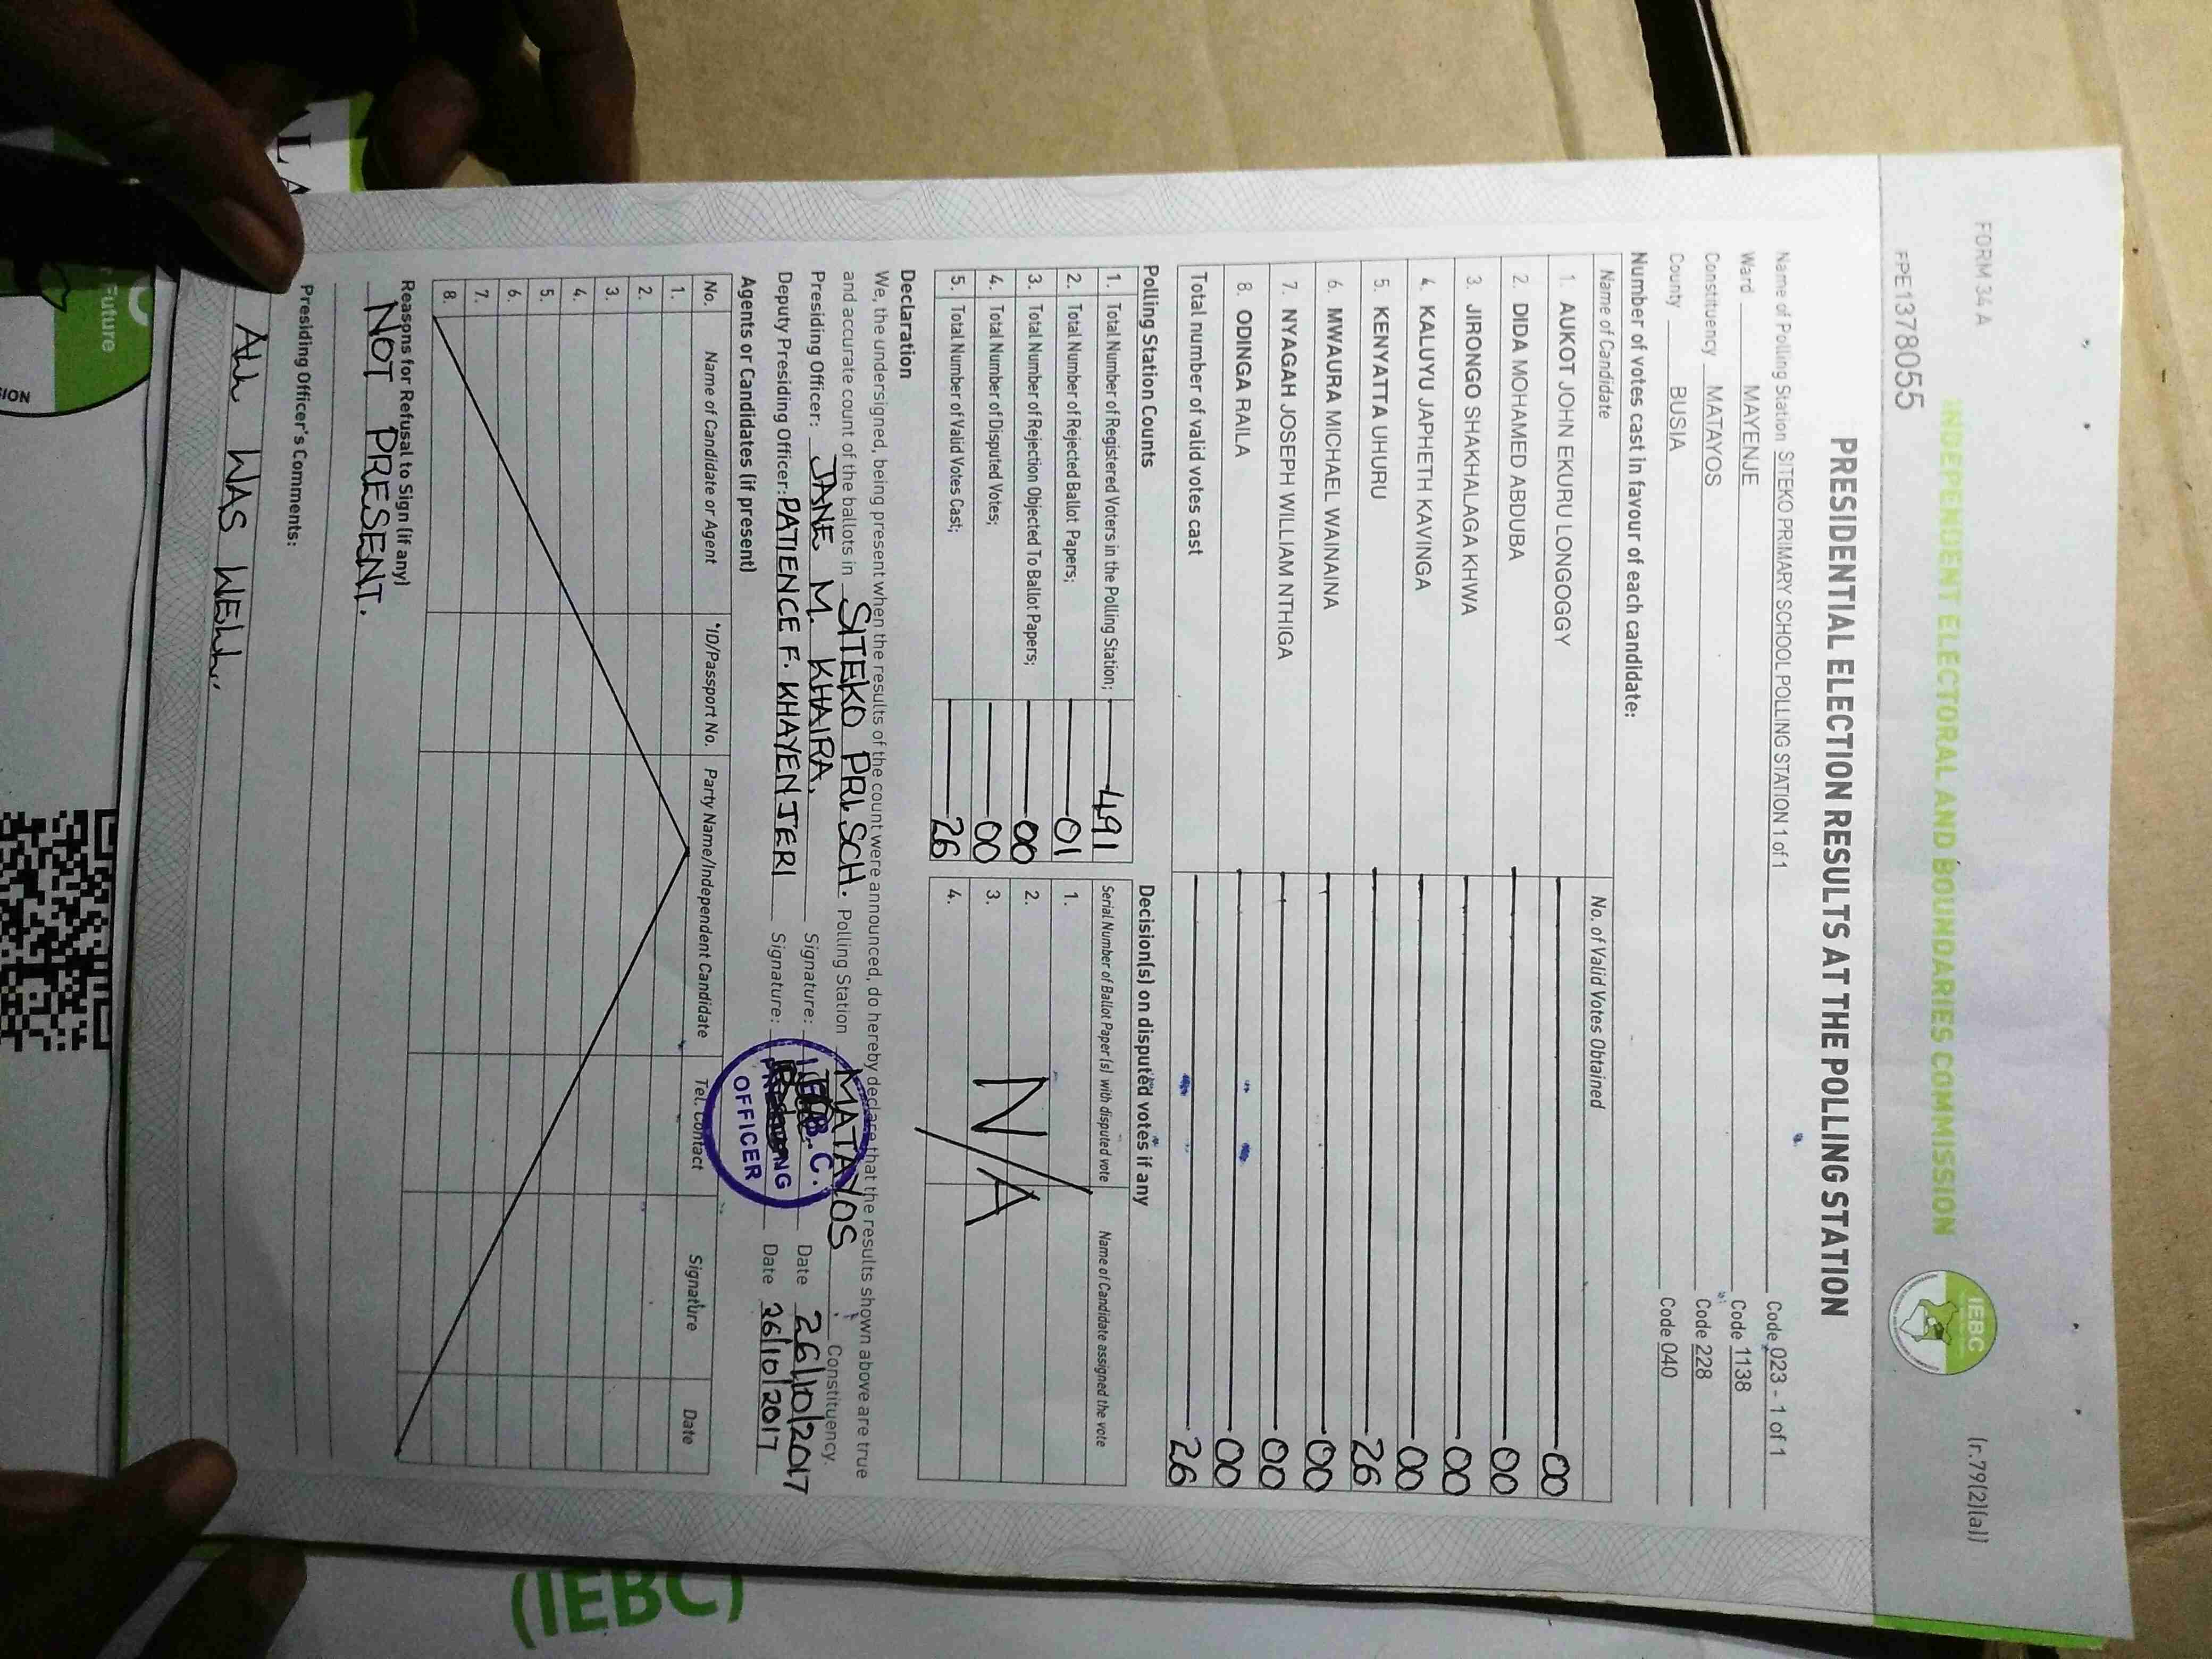 FORM 34 A
(r.79(2)(a))
INDEPENDENT ELECTORAL AND BOUNDARIES COMMISSION
IEBC
FPE1378055
PRESIDENTIAL ELECTION RESULTS AT THE POLLING STATION
Name of Polling Station SITEKO PRIMARY SCHOOL POLLING STATION 1 of 1 Code 023 - 1 of 1
Ward MAYENJE Code 1138
Constituency MATAYOS Code 228
County BUSIA Code 040
Number of votes cast in favour of each candidate:
Name of Candidate No. of Valid Votes Obtained
1. AUKOT JOHN EKURU LONGOGGY 00
2. DIDA MOHAMED ABDUBA 00
3. JIRONGO SHAKHALAGA KHWA 00
4. KALUYU JAPHETH KAVINGA 00
5. KENYATTA UHURU 26
6. MWAURA MICHAEL WAINAINA 00
7. NYAGAH JOSEPH WILLIAM NTHIGA 00
8. ODINGA RAILA 00
Total number of valid votes cast 26
Polling Station Counts
1. Total Number of Registered Voters in the Polling Station; 491
2. Total Number of Rejected Ballot Papers; 01
3. Total Number of Rejection Objected To Ballot Papers; 00
4. Total Number of Disputed Votes; 00
5. Total Number of Valid Votes Cast; 26
Decision(s) on disputed votes if any
Serial Number of Ballot Paper(s) with disputed vote Name of Candidate assigned the vote
1.
2.
3.
4.
N/A
Declaration
We, the undersigned, being present when the results of the count were announced, do hereby declare that the results shown above are true
and accurate count of the ballots in SITEKO PRI. SCH. Polling Station MATAYOS Constituency.
Presiding Officer: JANE M. KHAIRA. Signature: Date 26/10/2017
Deputy Presiding Officer: PATIENCE F. KHAYENJERI Signature: Date 26/10/2017
OFFICER
Agents or Candidates (if present)
No. Name of Candidate or Agent *ID/Passport No. Party Name/Independent Candidate Tel. Contact Signature Date
1.
2.
3.
4.
5.
6.
7.
8.
Reasons for Refusal to Sign (if any)
NOT PRESENT.
Presiding Officer's Comments:
ALL WAS WELL.
(IEBC)
Future
SION